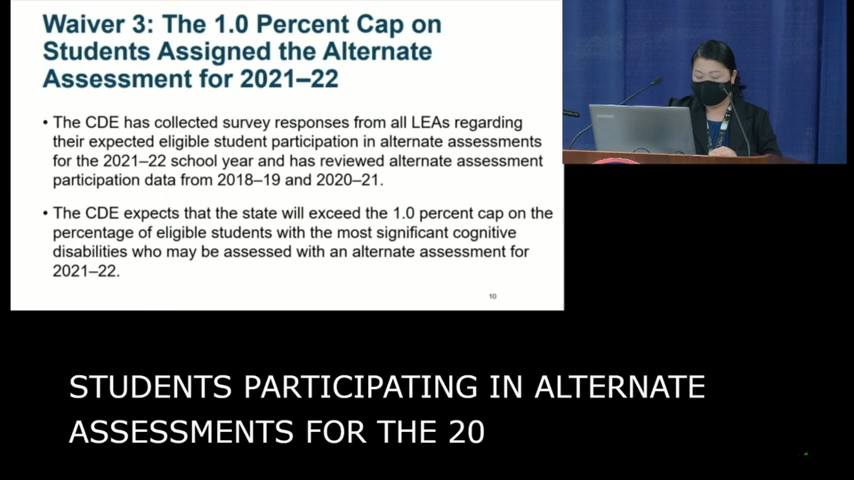 Waiver 3: The 1.0 Percent Cap on
Students Assigned the Alternate
Assessment for 2021–22
• The CDE has collected survey responses from all LEAs regarding
their expected eligible student participation in alternate assessments
for the 2021–22 school year and has reviewed alternate assessment
participation data from 2018–19 and 2020–21.
• The CDE expects that the state will exceed the 1.0 percent cap on the
percentage of eligible students with the most significant cognitive
disabilities who may be assessed with an alternate assessment for
2021–22.
10
STUDENTS PARTICIPATING IN ALTERNATE
ASSESSMENTS FOR THE 20